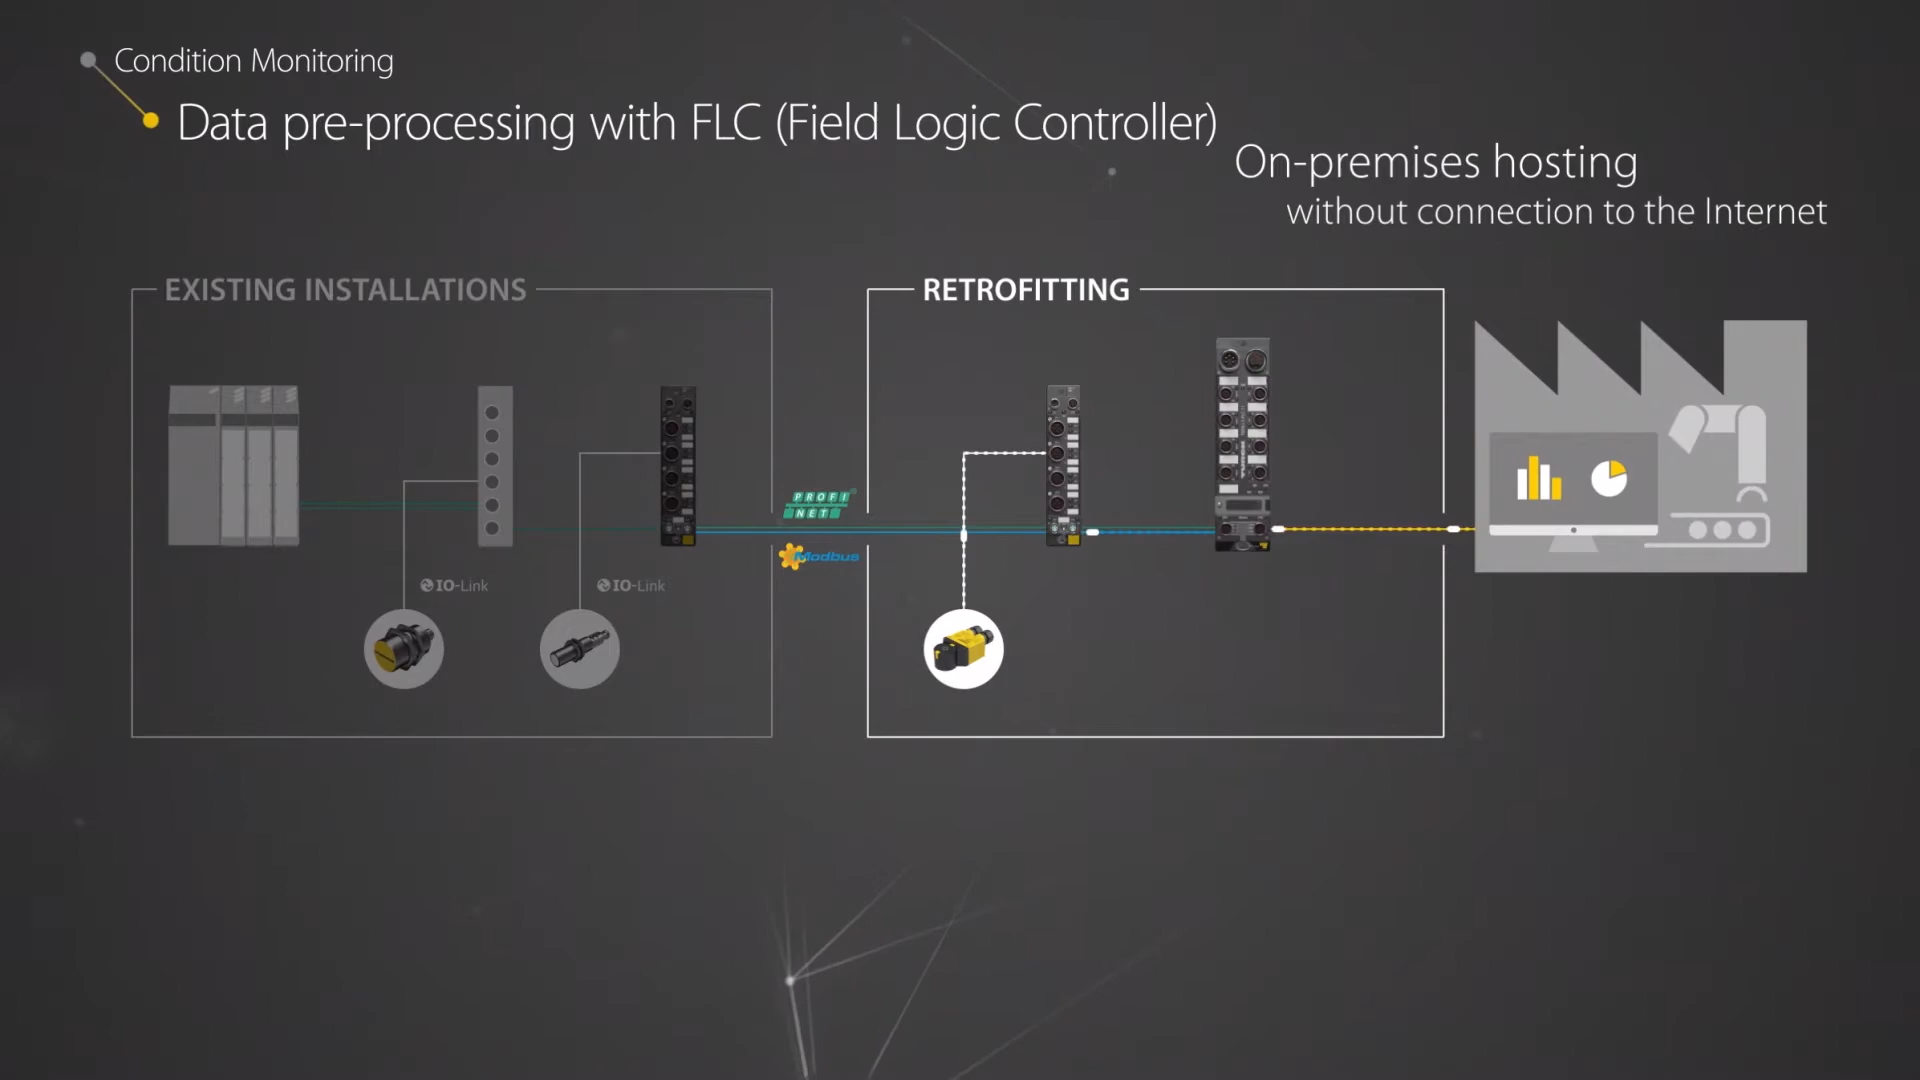 Condition Monitoring
Data pre-processing with FLC (Field Logic Controller)
On-premises hosting
without connection to the Internet
EXISTING INSTALLATIONS
RETROFITTING
PROFI
NET
Modbus
IO-Link
IO-Link